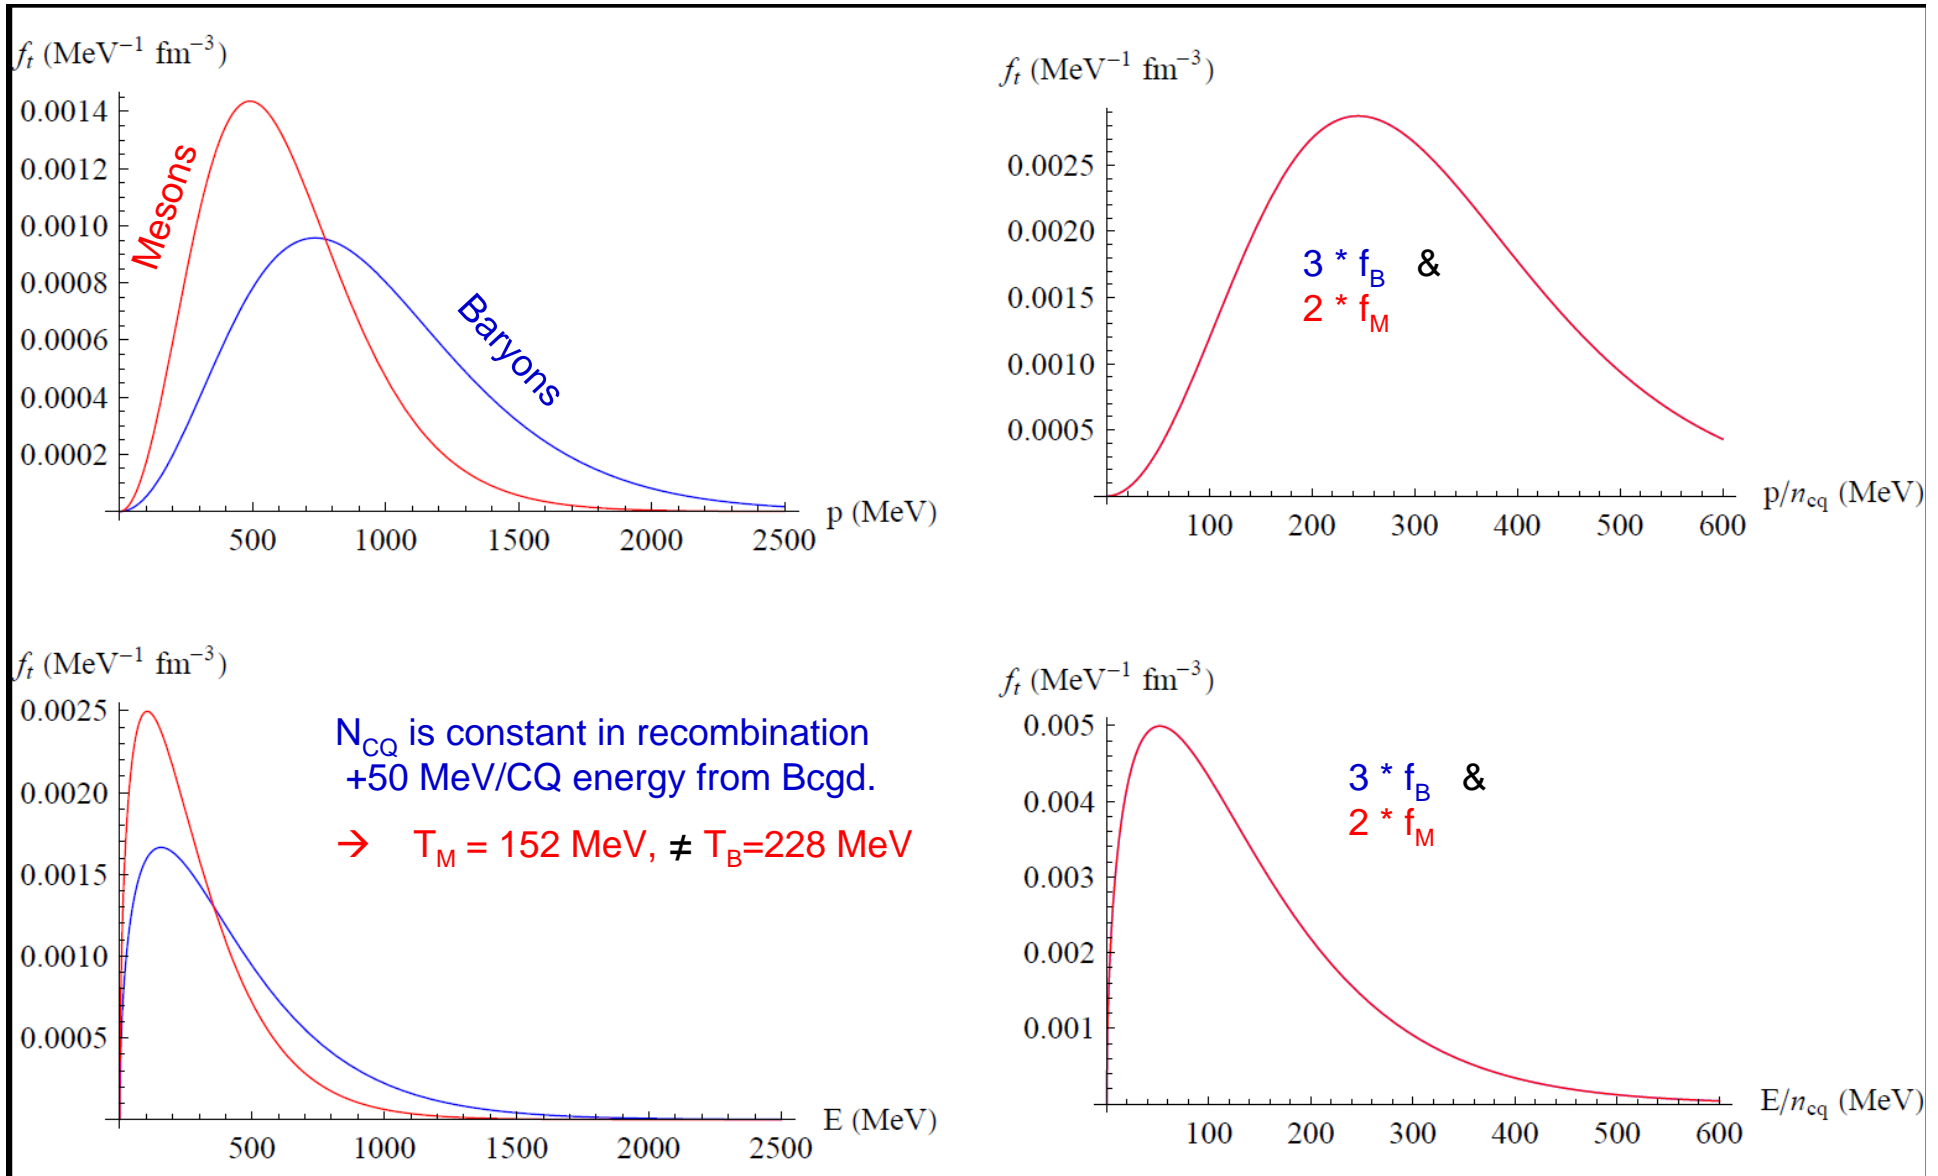 f_t (MeV⁻¹ fm⁻³)
0.0014
0.0012
0.0010
0.0008
0.0006
0.0004
0.0002
Mesons
Baryons
500 1000 1500 2000 2500
p (MeV)
f_t (MeV⁻¹ fm⁻³)
0.0025
0.0020
0.0015
0.0010
0.0005
3 * f_B &
2 * f_M
100 200 300 400 500 600
p/n_cq (MeV)
f_t (MeV⁻¹ fm⁻³)
0.0025
0.0020
0.0015
0.0010
0.0005
N_CQ is constant in recombination
+50 MeV/CQ energy from Bcgd.
→ T_M = 152 MeV, ≠ T_B=228 MeV
500 1000 1500 2000 2500
E (MeV)
f_t (MeV⁻¹ fm⁻³)
0.005
0.004
0.003
0.002
0.001
3 * f_B &
2 * f_M
100 200 300 400 500 600
E/n_cq (MeV)